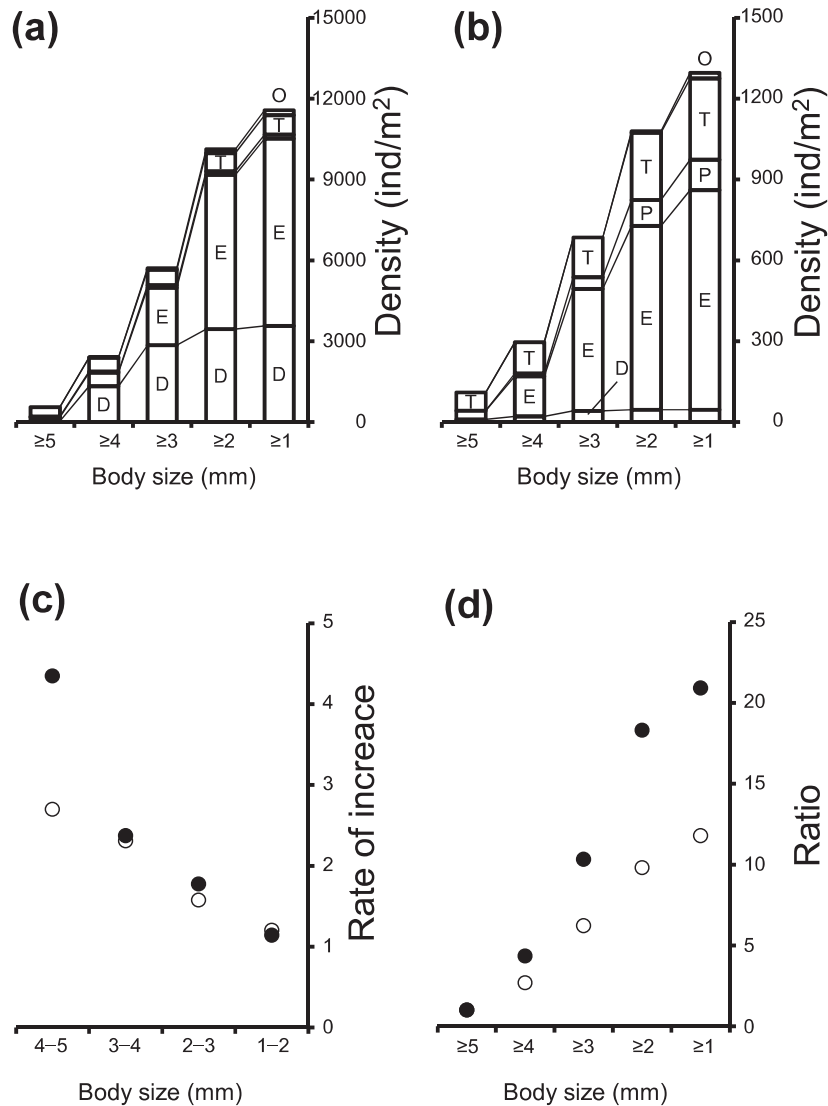 (a)
15000
12000
9000
6000
3000
0
Density (ind/m²)
O
T
T
E
E
E
D
D
D
D
≥5 ≥4 ≥3 ≥2 ≥1
Body size (mm)
(b)
1500
1200
900
600
300
0
Density (ind/m²)
O
T
T
T
T
T
P
P
E
E
E
E
D
≥5 ≥4 ≥3 ≥2 ≥1
Body size (mm)
(c)
5
4
3
2
1
0
Rate of increace
4–5 3–4 2–3 1–2
Body size (mm)
(d)
25
20
15
10
5
0
Ratio
≥5 ≥4 ≥3 ≥2 ≥1
Body size (mm)